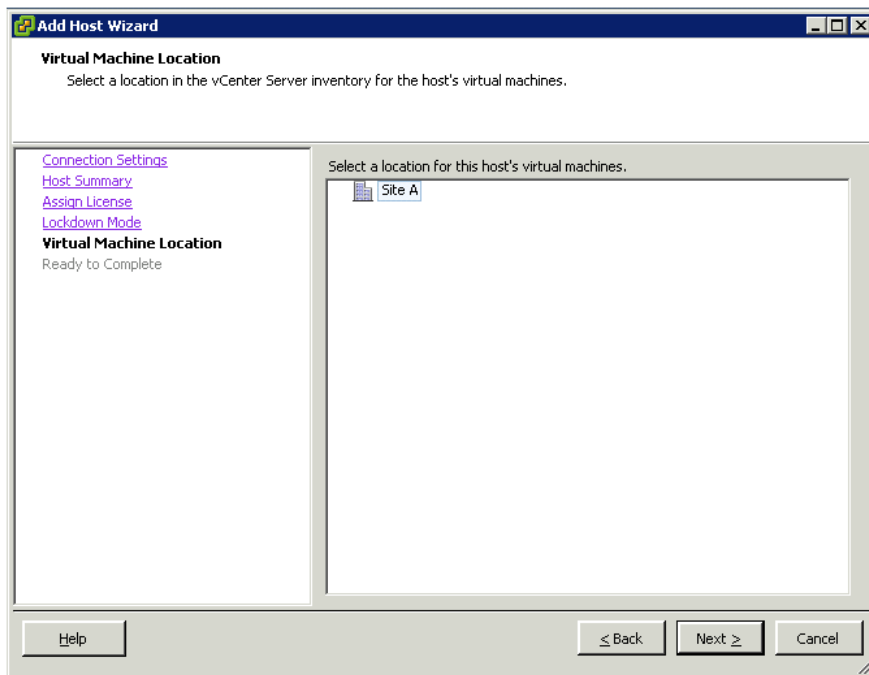 Add Host Wizard
Virtual Machine Location
Select a location in the vCenter Server inventory for the host's virtual machines.
Connection Settings
Host Summary
Assign License
Lockdown Mode
Virtual Machine Location
Ready to Complete
Select a location for this host's virtual machines.
Site A
Help
< Back
Next >
Cancel